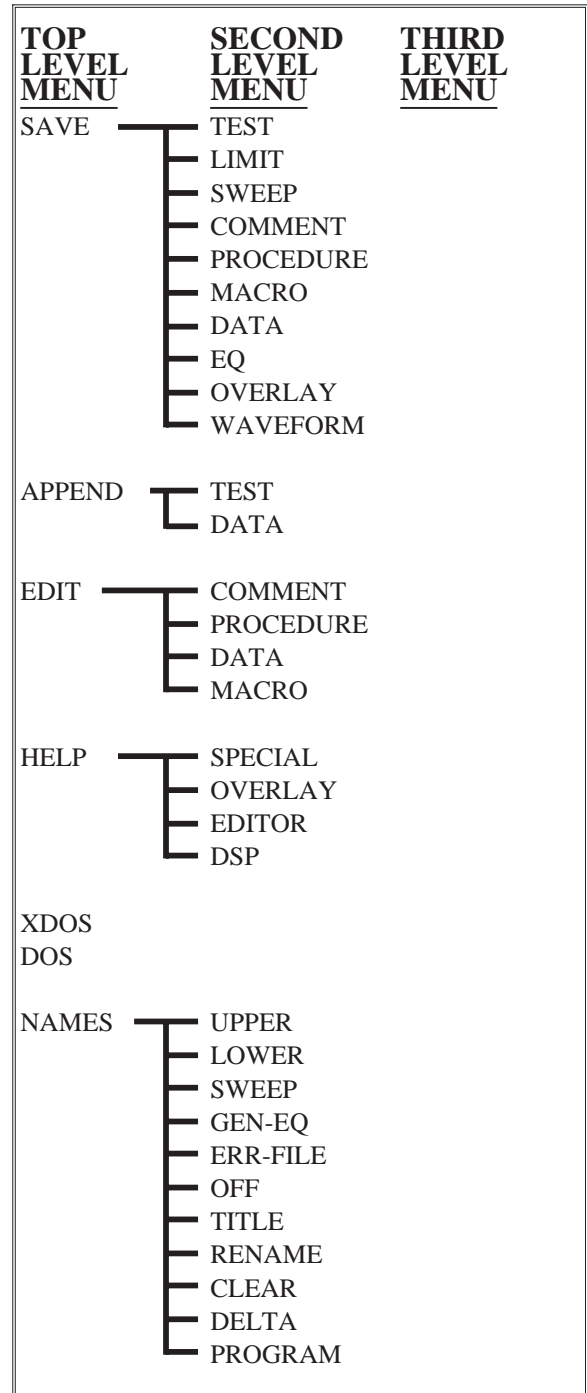 TOP LEVEL MENU
SECOND LEVEL MENU
THIRD LEVEL MENU
SAVE TEST
LIMIT
SWEEP
COMMENT
PROCEDURE
MACRO
DATA
EQ
OVERLAY
WAVEFORM
APPEND TEST
DATA
EDIT COMMENT
PROCEDURE
DATA
MACRO
HELP SPECIAL
OVERLAY
EDITOR
DSP
XDOS
DOS
NAMES UPPER
LOWER
SWEEP
GEN-EQ
ERR-FILE
OFF
TITLE
RENAME
CLEAR
DELTA
PROGRAM